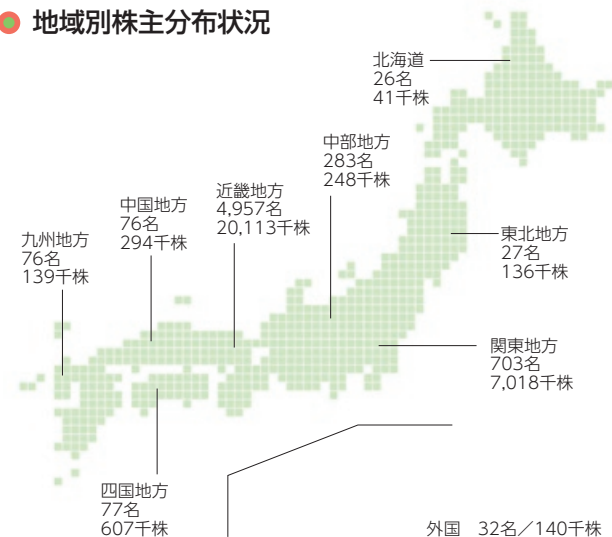 地域別株主分布状況
北海道
26名
41千株
中部地方
283名
248千株
近畿地方
4,957名
20,113千株
中国地方
76名
294千株
九州地方
76名
139千株
東北地方
27名
136千株
関東地方
703名
7,018千株
四国地方
77名
607千株
外国 32名／140千株